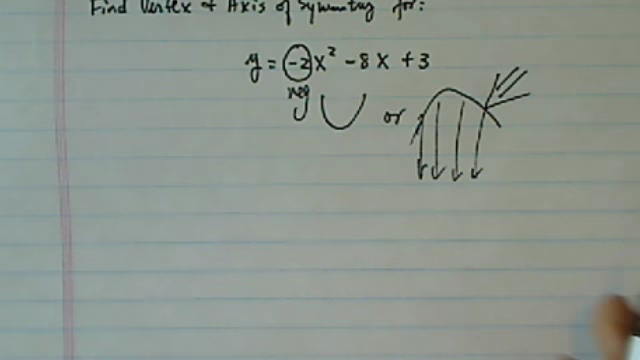 Find Vertex & Axis of Symmetry for:
y = -2x² - 8x + 3
neg or